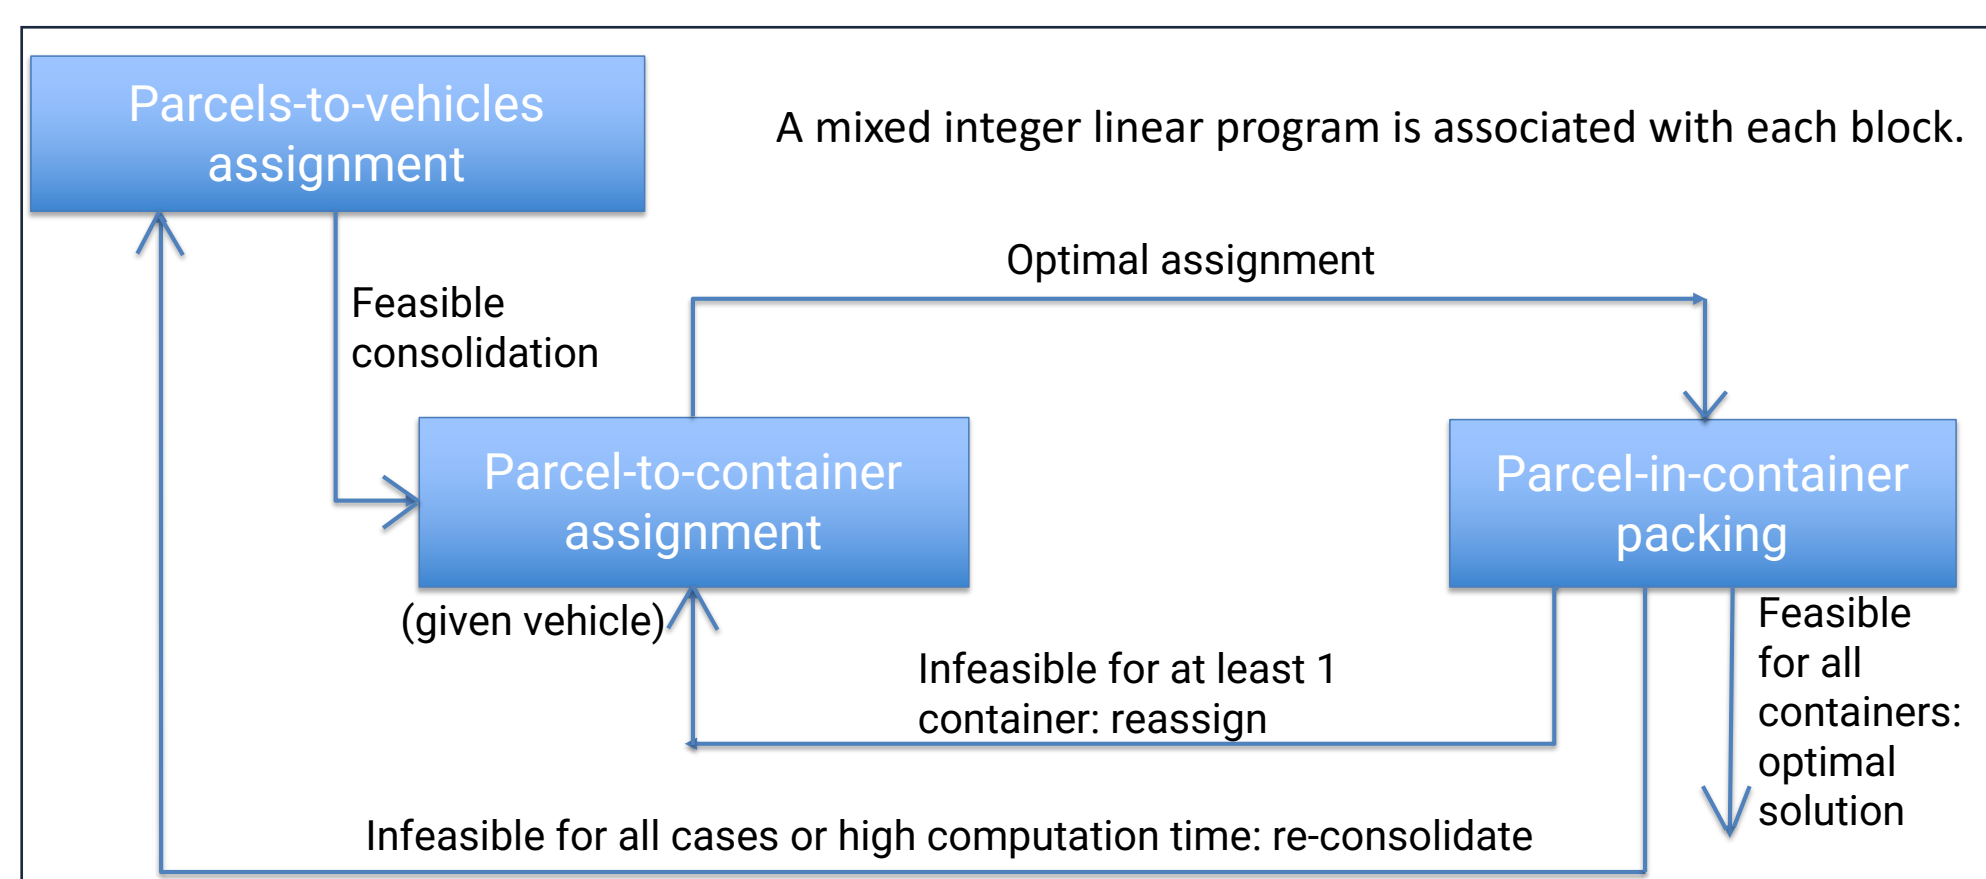 Parcels-to-vehicles
assignment
A mixed integer linear program is associated with each block.
Optimal assignment
Feasible
consolidation
Parcel-to-container
assignment
(given vehicle)
Parcel-in-container
packing
Infeasible for at least 1
container: reassign
Feasible
for all
containers:
optimal
solution
Infeasible for all cases or high computation time: re-consolidate